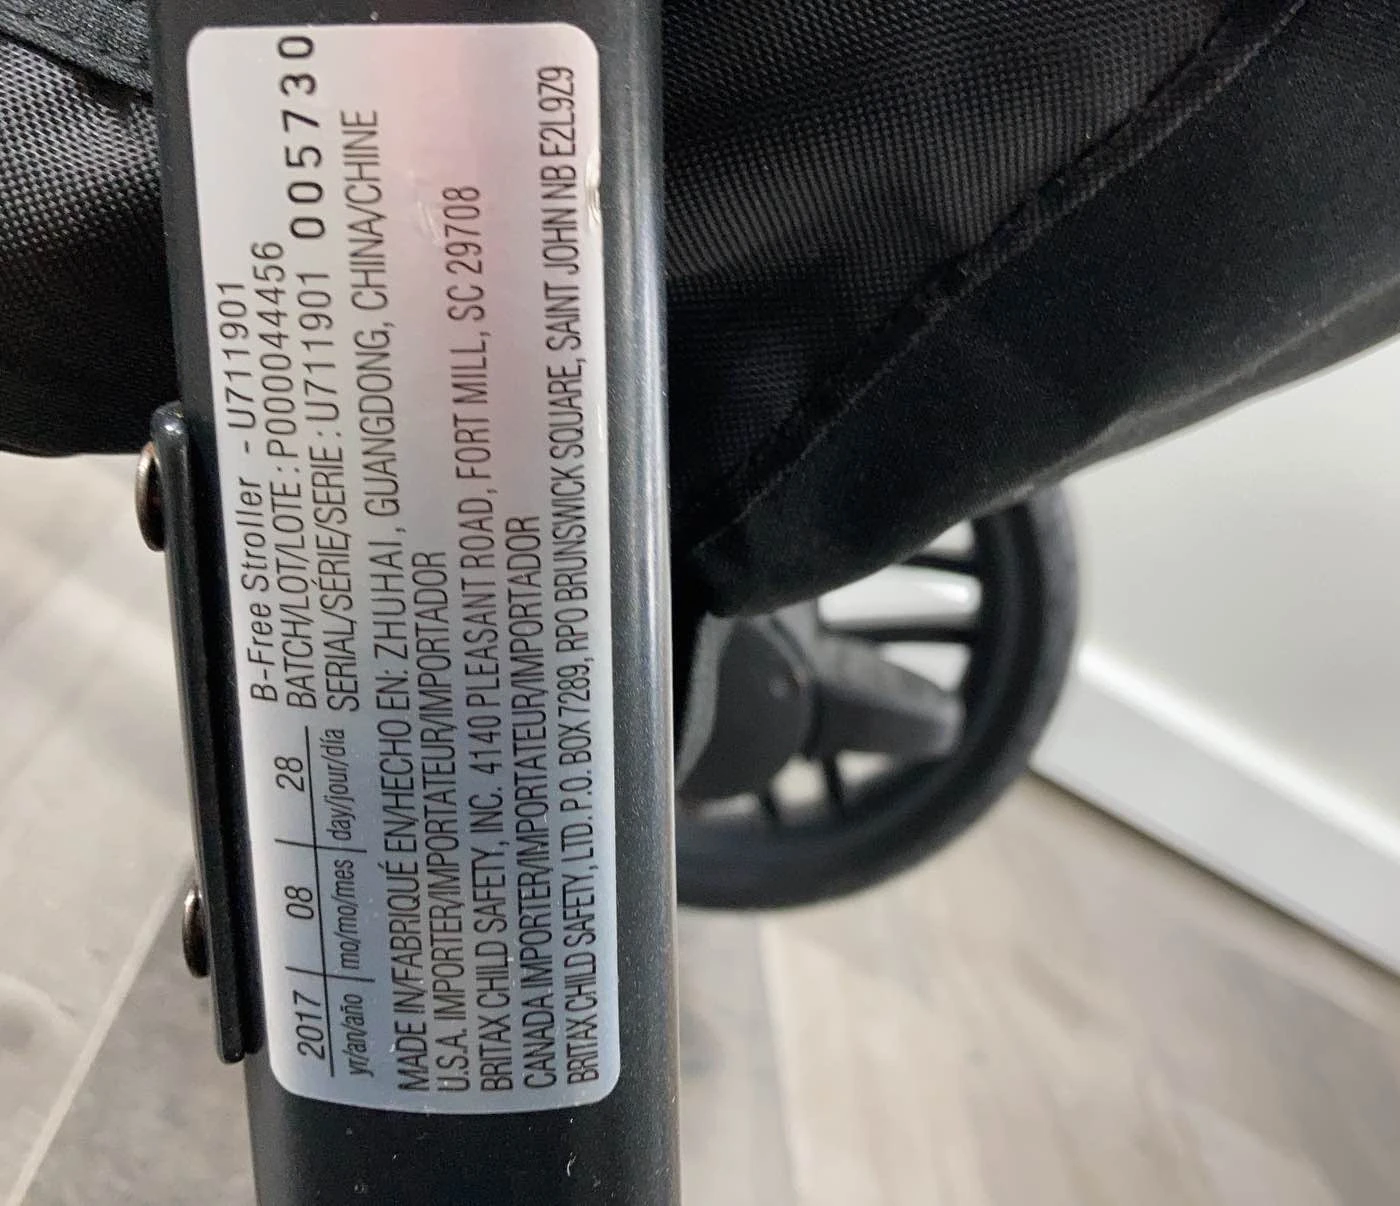 B-Free Stroller - U711901
2017 08 28 BATCH/LOT/LOTE : P000044456
yr/an/año mo/mo/mes day/jour/día SERIAL/SÉRIE/SERIE : U711901 005730
MADE IN/FABRIQUÉ EN/HECHO EN: ZHUHAI , GUANGDONG, CHINA/CHINE
U.S.A. IMPORTER/IMPORTATEUR/IMPORTADOR
BRITAX CHILD SAFETY, INC. 4140 PLEASANT ROAD, FORT MILL, SC 29708
CANADA IMPORTER/IMPORTATEUR/IMPORTADOR
BRITAX CHILD SAFETY, LTD. P.O. BOX 7289, RPO BRUNSWICK SQUARE, SAINT JOHN NB E2L9Z9